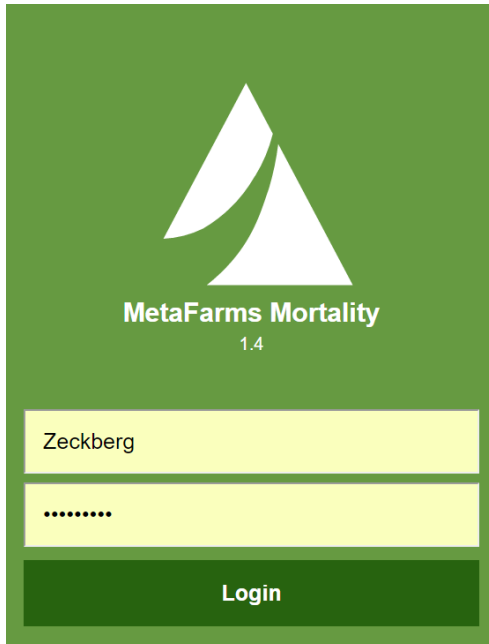 MetaFarms Mortality
1.4
Zeckberg
•••••••••
Login